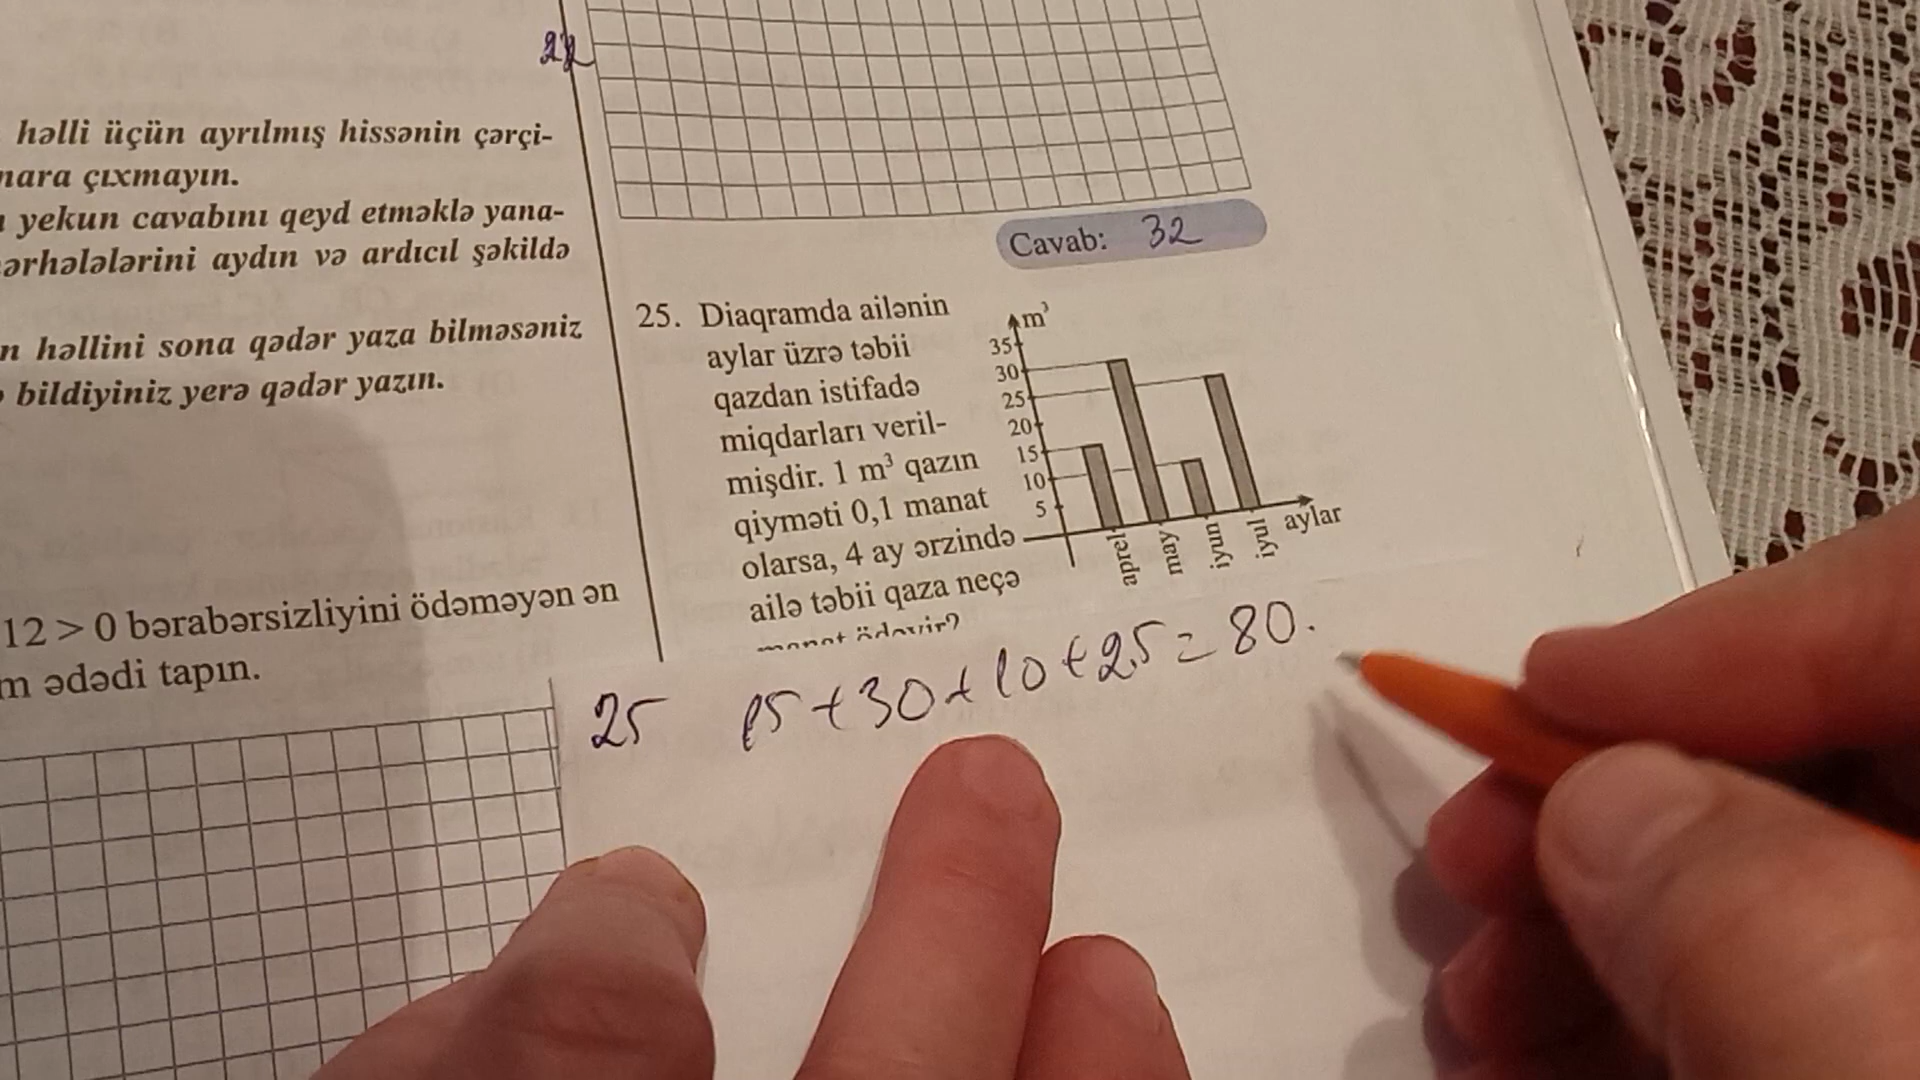 22
həlli üçün ayrılmış hissənin çərçi-
nara çıxmayın.
yekun cavabını qeyd etməklə yana-
ərhələlərini aydın və ardıcıl şəkildə
n həllini sona qədər yaza bilməsəniz
bildiyiniz yerə qədər yazın.
12 > 0 bərabərsizliyini ödəməyən ən
m ədədi tapın.
Cavab: 32
25. Diaqramda ailənin
aylar üzrə təbii
qazdan istifadə
miqdarları veril-
mişdir. 1 m³ qazın
qiyməti 0,1 manat
olarsa, 4 ay ərzində
ailə təbii qaza neçə
manat ödəyir?
m³
35
30
25
20
15
10
5
aprel
may
iyun
iyul
aylar
25 15+30+10+25=80.